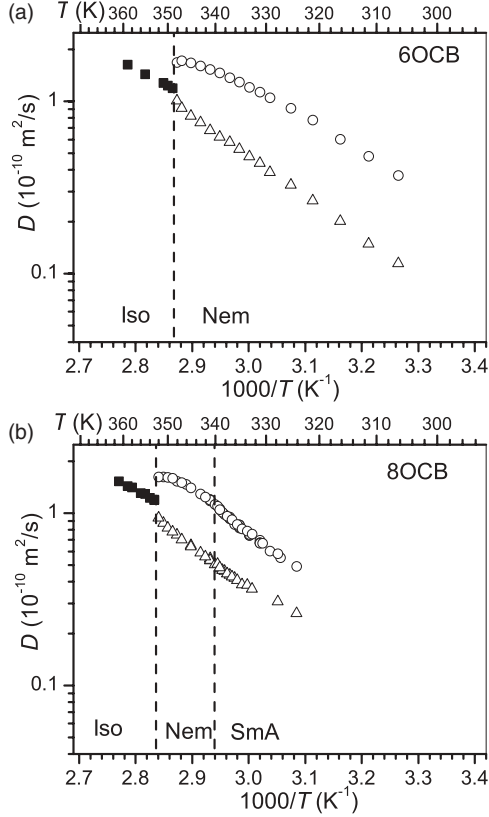 (a) T (K) 360 350 340 330 320 310 300
6OCB
1
0.1
D (10⁻¹⁰ m²/s)
Iso Nem
2.7 2.8 2.9 3.0 3.1 3.2 3.3 3.4
1000/T (K⁻¹)
(b) T (K) 360 350 340 330 320 310 300
8OCB
1
0.1
D (10⁻¹⁰ m²/s)
Iso Nem SmA
2.7 2.8 2.9 3.0 3.1 3.2 3.3 3.4
1000/T (K⁻¹)